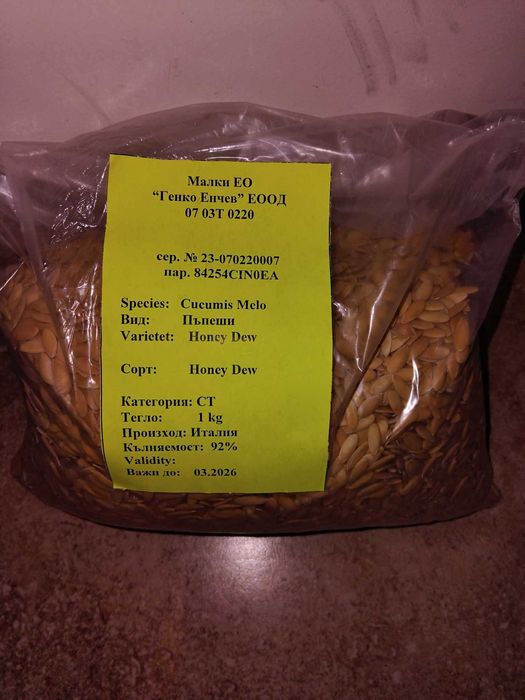 Малки ЕО
“Генко Енчев” ЕООД
07 03Т 0220
сер. № 23-070220007
пар. 84254CIN0EA
Species: Cucumis Melo
Вид: Пъпеши
Varietet: Honey Dew
Сорт: Honey Dew
Категория: СТ
Тегло: 1 kg
Произход: Италия
Кълняемост: 92%
Validity:
Важи до: 03.2026